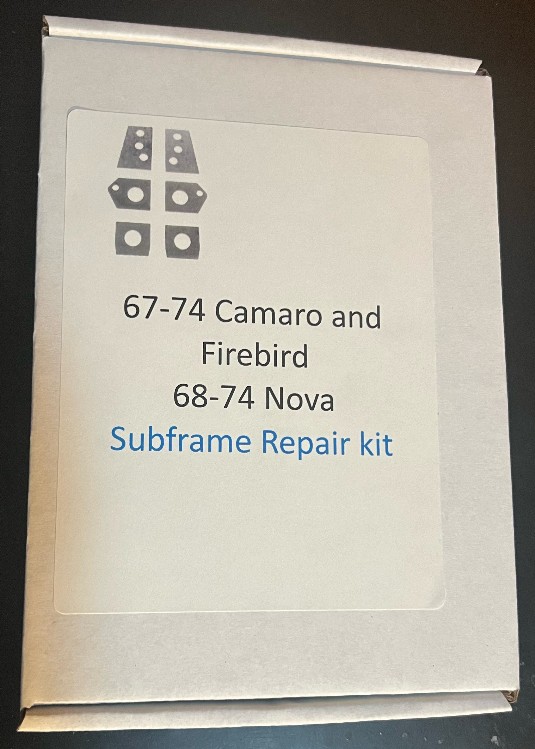 67-74 Camaro and
Firebird
68-74 Nova
Subframe Repair kit